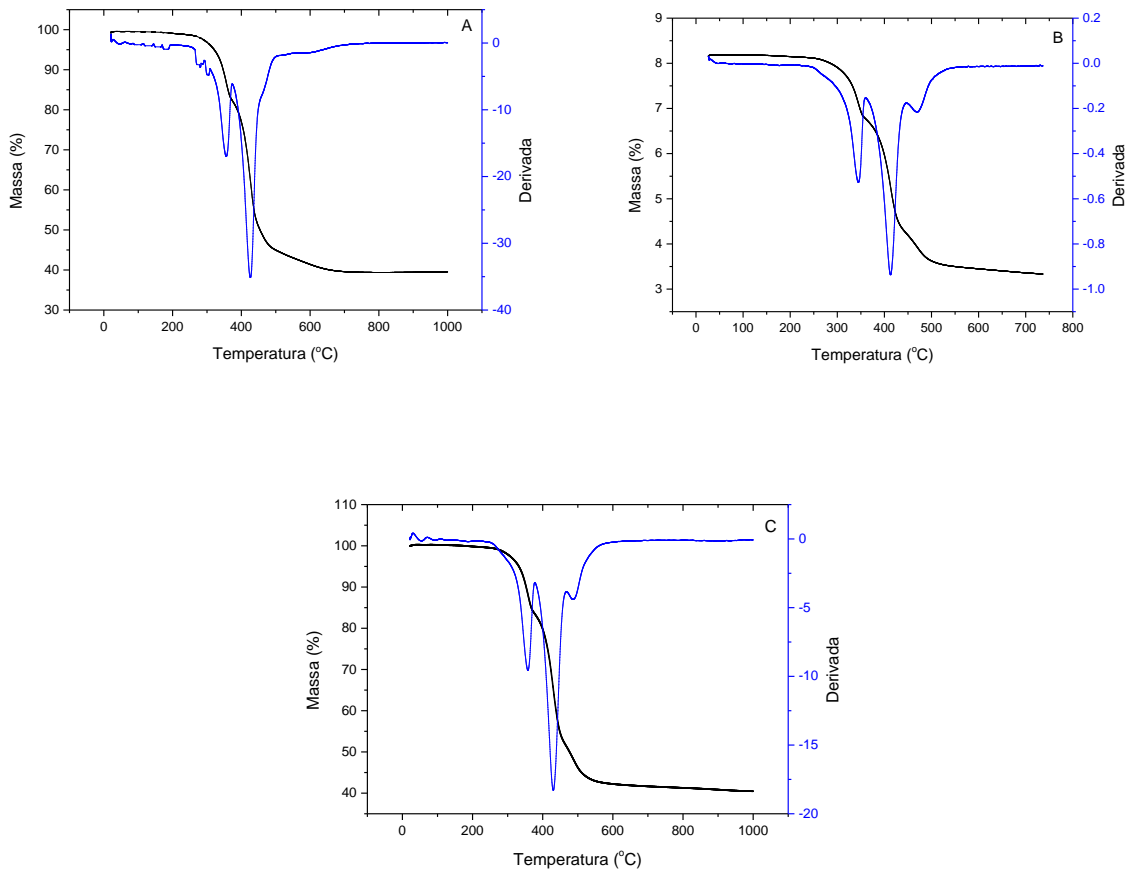 A
100
90
80
70
60
50
40
30
Massa (%)
0
-10
-20
-30
-40
Derivada
0 200 400 600 800 1000
Temperatura (°C)
B
9
8
7
6
5
4
3
Massa (%)
0.2
0.0
-0.2
-0.4
-0.6
-0.8
-1.0
Derivada
0 100 200 300 400 500 600 700 800
Temperatura (°C)
C
110
100
90
80
70
60
50
40
Massa (%)
0
-5
-10
-15
-20
Derivada
0 200 400 600 800 1000
Temperatura (°C)